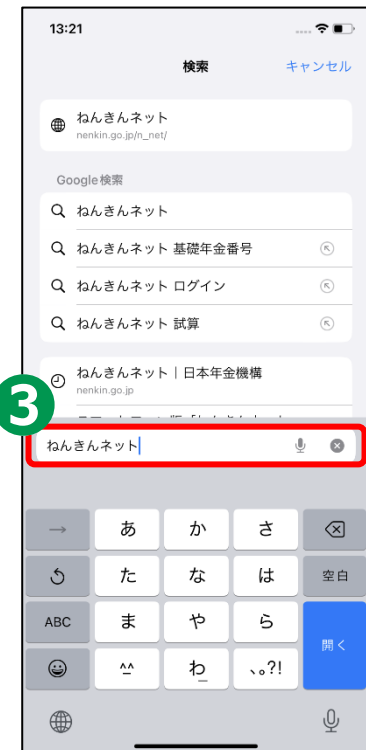 13:21
検索
キャンセル
ねんきんネット
nenkin.go.jp/n_net/
Google検索
ねんきんネット
ねんきんネット 基礎年金番号
ねんきんネット ログイン
ねんきんネット 試算
ねんきんネット｜日本年金機構
nenkin.go.jp
3
ねんきんネット
→ あ か さ
た な は 空白
ABC ま や ら
開く
^^ わ 、。?!